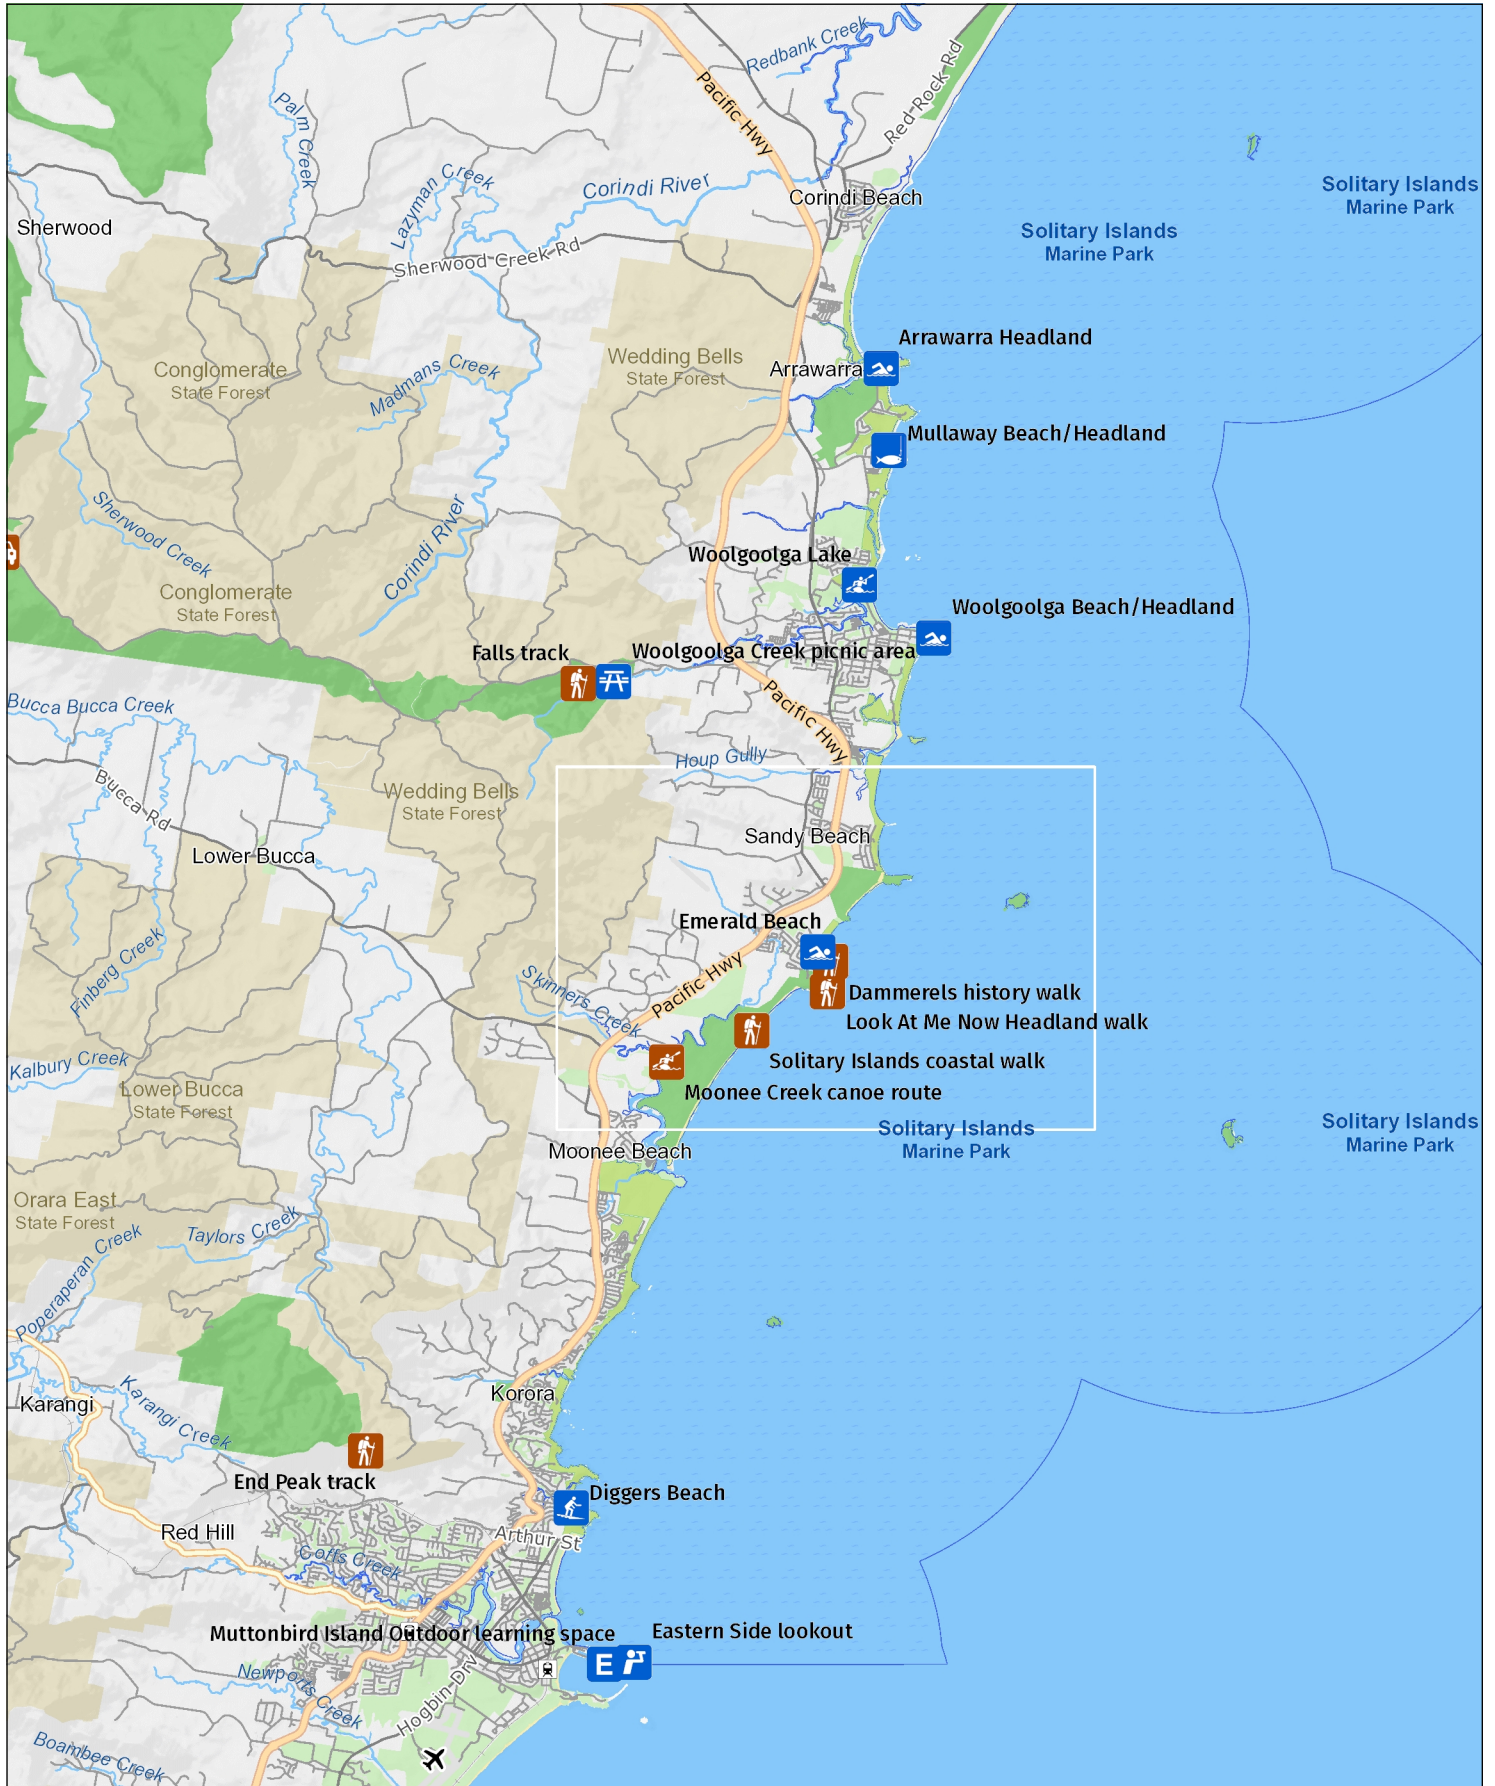 Redbank Creek
Red Rock Rd
Pacific Hwy
Palm Creek
Lazyman Creek
Corindi River
Corindi Beach
Solitary Islands
Marine Park
Solitary Islands
Marine Park
Sherwood
Sherwood Creek Rd
Arrawarra Headland
Wedding Bells
State Forest
Arrawarra
Conglomerate
State Forest
Madmans Creek
Mullaway Beach/Headland
Sherwood Creek
Corindi River
Woolgoolga Lake
Conglomerate
State Forest
Woolgoolga Beach/Headland
Falls track
Woolgoolga Creek picnic area
Bucca Bucca Creek
Pacific Hwy
Houp Gully
Bucca Rd
Wedding Bells
State Forest
Sandy Beach
Lower Bucca
Emerald Beach
Finberg Creek
Pacific Hwy
Skinners Creek
Dammerels history walk
Look At Me Now Headland walk
Kalbury Creek
Solitary Islands coastal walk
Lower Bucca
State Forest
Moonee Creek canoe route
Solitary Islands
Marine Park
Solitary Islands
Marine Park
Moonee Beach
Orara East
State Forest
Taylors Creek
Poperaperan Creek
Karangi
Karangi Creek
Korora
End Peak track
Diggers Beach
Red Hill
Arthur St
Coffs Creek
Muttonbird Island Outdoor learning space
Eastern Side lookout
E
Newports Creek
Hogbin Drv
Boambee Creek